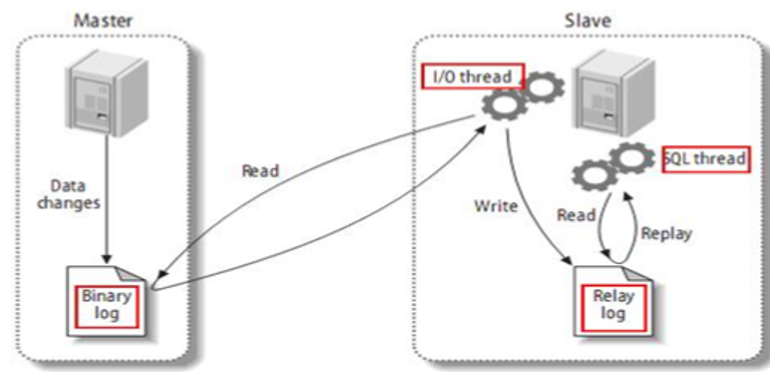 Master
Slave
I/O thread
SQL thread
Data
changes
Read
Write
Read
Replay
Binary
log
Relay
log